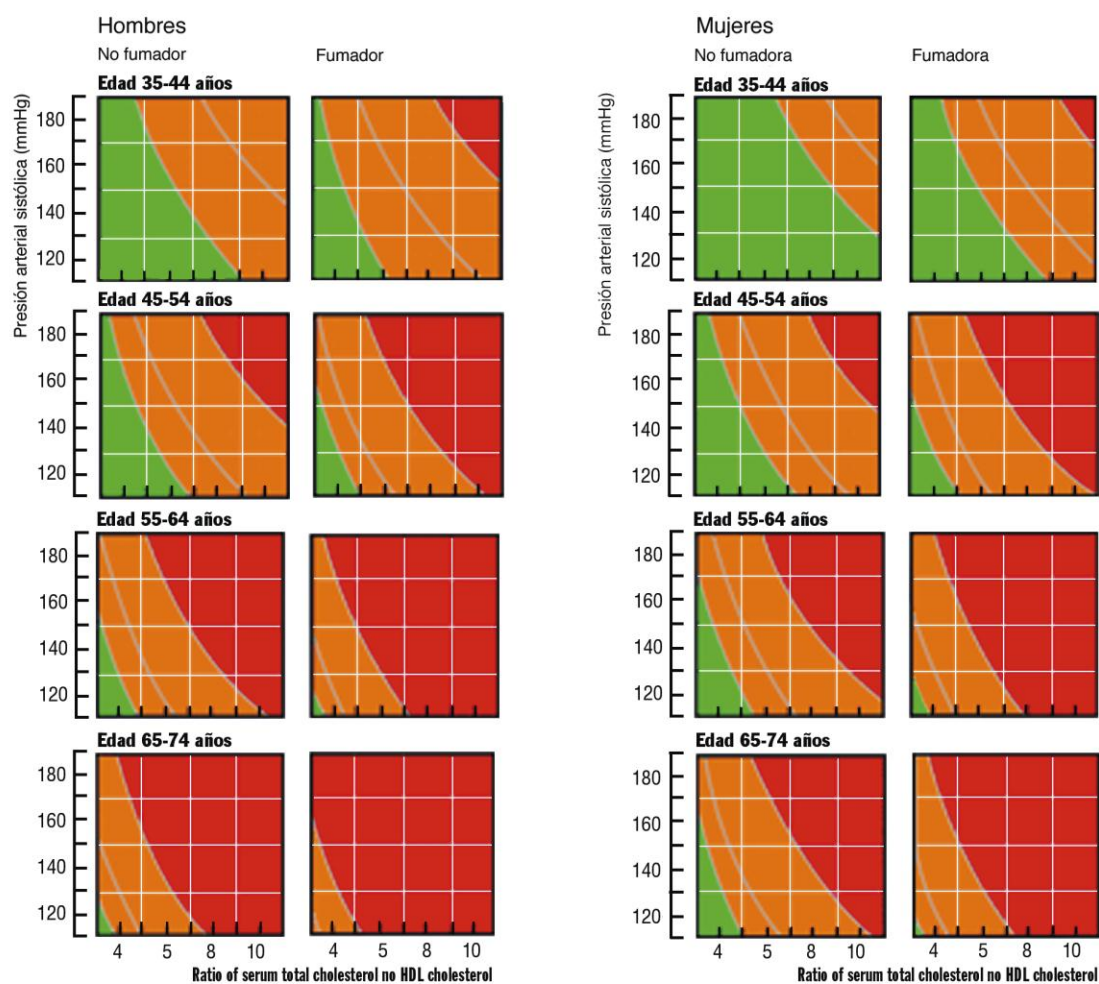 Hombres
No fumador
Fumador
Edad 35-44 años
Presión arterial sistólica (mmHg)
180
160
140
120
Edad 45-54 años
180
160
140
120
Edad 55-64 años
180
160
140
120
Edad 65-74 años
180
160
140
120
4 5 8 10
4 5 8 10
Ratio of serum total cholesterol no HDL cholesterol
Mujeres
No fumadora
Fumadora
Edad 35-44 años
Presión arterial sistólica (mmHg)
180
160
140
120
Edad 45-54 años
180
160
140
120
Edad 55-64 años
180
160
140
120
Edad 65-74 años
180
160
140
120
4 5 8 10
4 5 8 10
Ratio of serum total cholesterol no HDL cholesterol